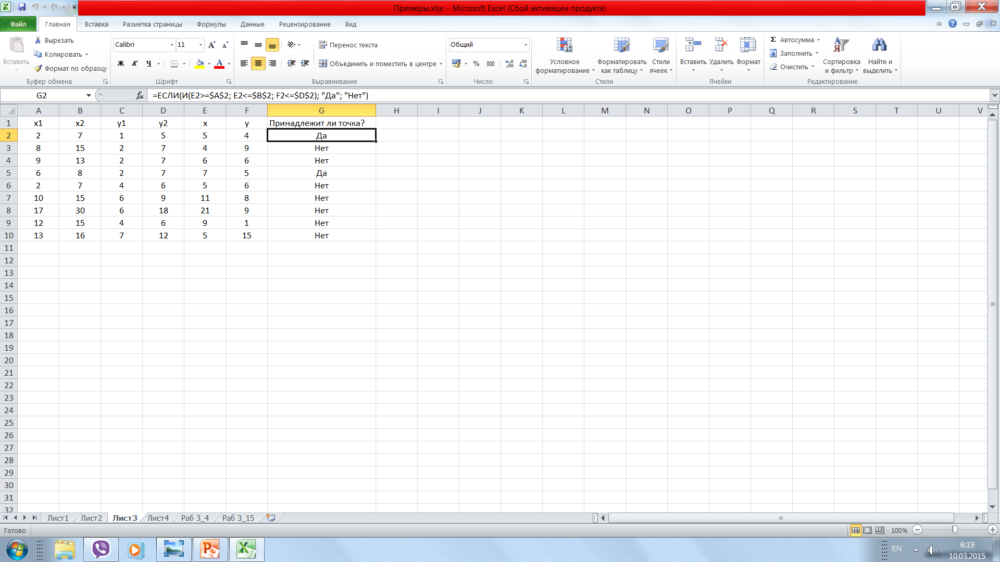 Примеры.xlsx - Microsoft Excel (Сбой активации продукта)
Файл Главная Вставка Разметка страницы Формулы Данные Рецензирование Вид
Вставить
Вырезать
Копировать
Формат по образцу
Буфер обмена
Calibri 11
Ж К Ч А
Шрифт
Перенос текста
Объединить и поместить в центре
Выравнивание
Общий
% 000
Число
Условное форматирование
Форматировать как таблицу
Стили ячеек
Стили
Вставить Удалить Формат
Ячейки
Σ Автосумма
Заполнить
Очистить
Сортировка и фильтр
Найти и выделить
Редактирование
G2 fx =ЕСЛИ(И(E2>=$A$2; E2<=$B$2; F2<=$D$2); "Да"; "Нет")
A B C D E F G H I J K L M N O P Q R S T U V
1 x1 x2 y1 y2 x y Принадлежит ли точка?
2 2 7 1 5 5 4 Да
3 8 15 2 7 4 9 Нет
4 9 13 2 7 6 6 Нет
5 6 8 2 7 7 5 Да
6 2 7 4 6 5 6 Нет
7 10 15 6 9 11 8 Нет
8 17 30 6 18 21 9 Нет
9 12 15 4 6 9 1 Нет
10 13 16 7 12 5 15 Нет
11
12
13
14
15
16
17
18
19
20
21
22
23
24
25
26
27
28
29
30
31
32
Лист1 Лист2 Лист3 Лист4 Раб 3_4 Раб 3_15
Готово 100%
EN 6:19
10.03.2015